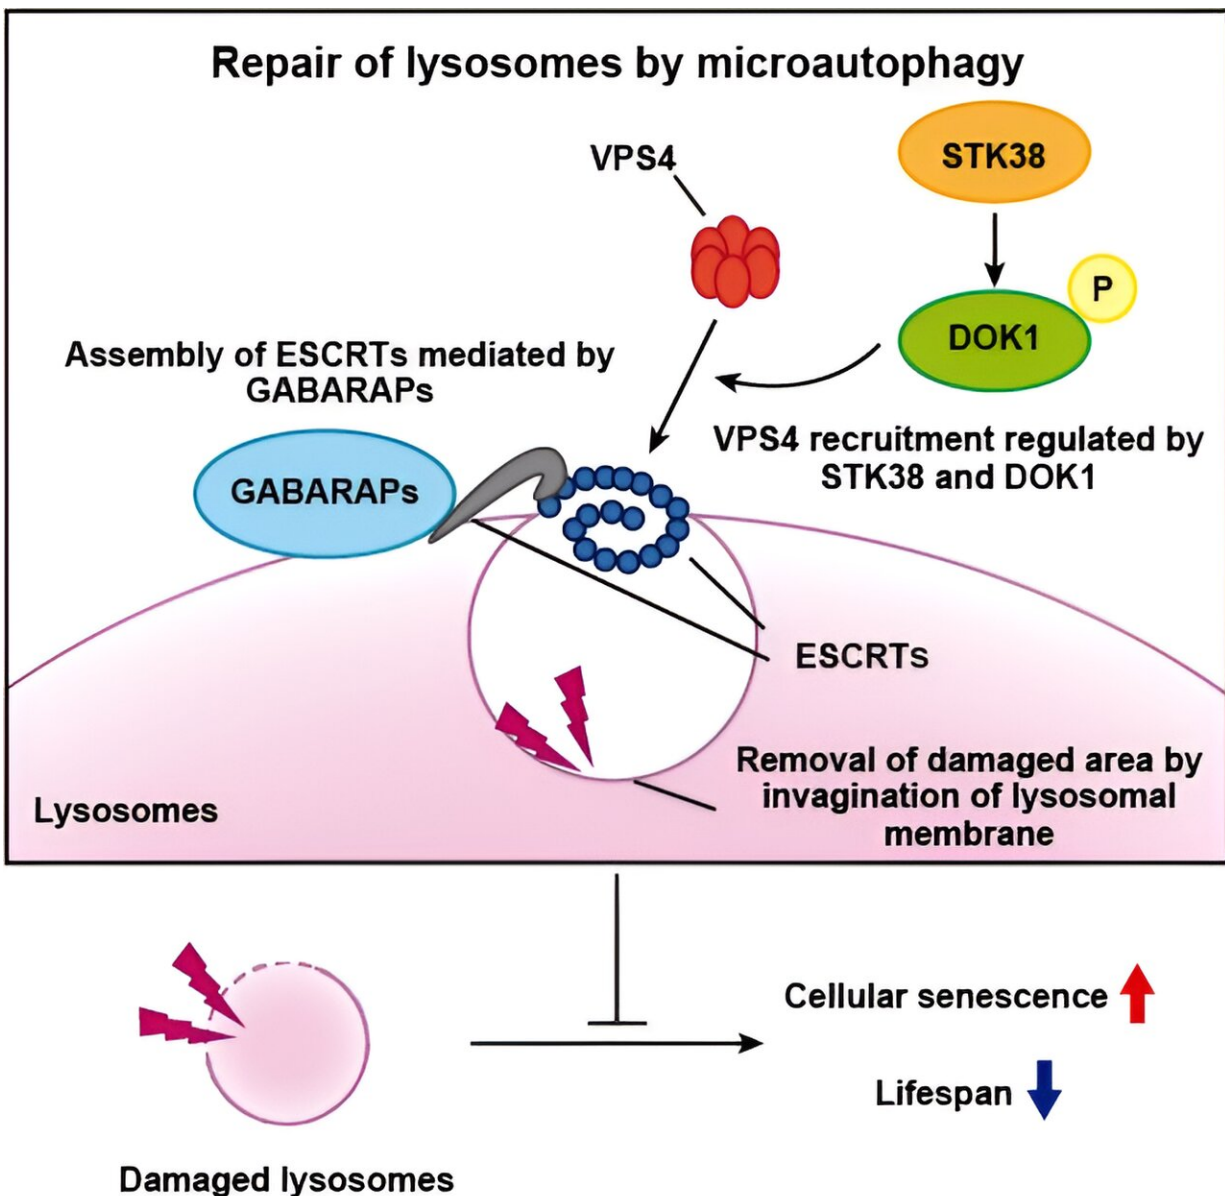 Repair of lysosomes by microautophagy
VPS4
STK38
P
DOK1
Assembly of ESCRTs mediated by
GABARAPs
VPS4 recruitment regulated by
STK38 and DOK1
GABARAPs
ESCRTs
Removal of damaged area by
invagination of lysosomal
membrane
Lysosomes
Cellular senescence
Lifespan
Damaged lysosomes